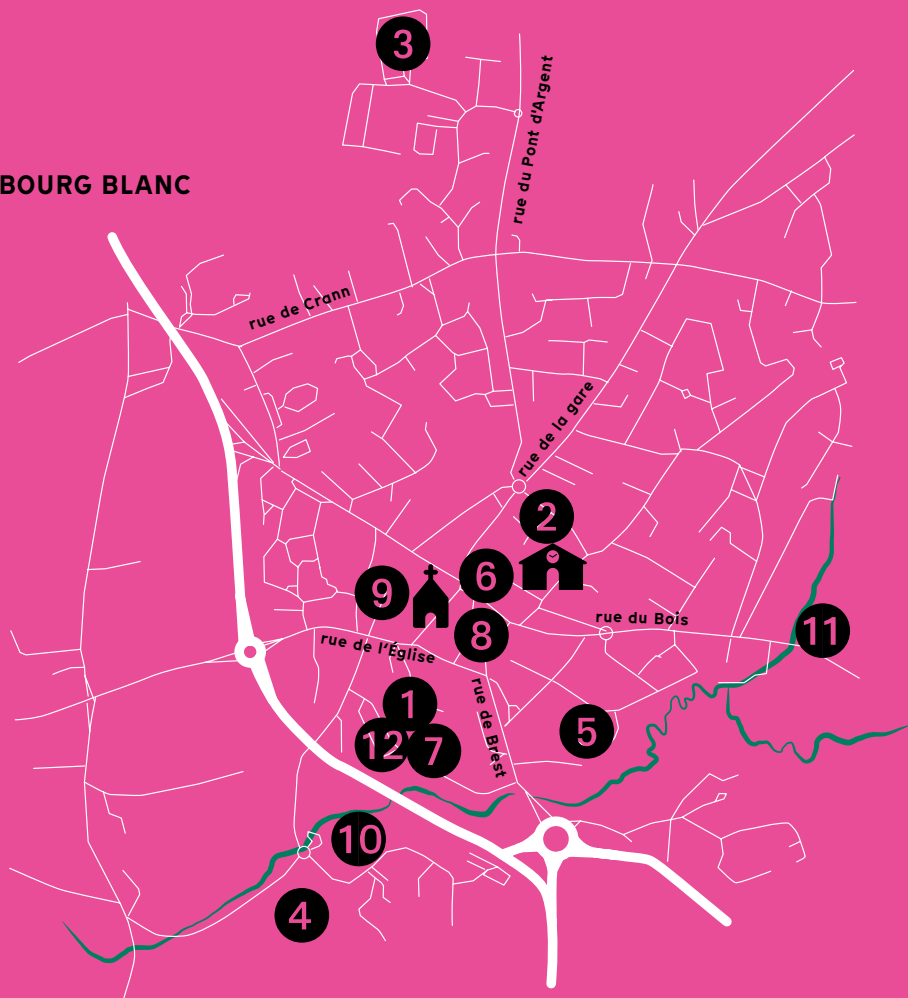 3
rue du Pont d'Argent
BOURG BLANC
rue de Crann
rue de la gare
2
6
9
rue du Bois
8
11
rue de l'Église
1
rue de Brest
5
12
7
10
4